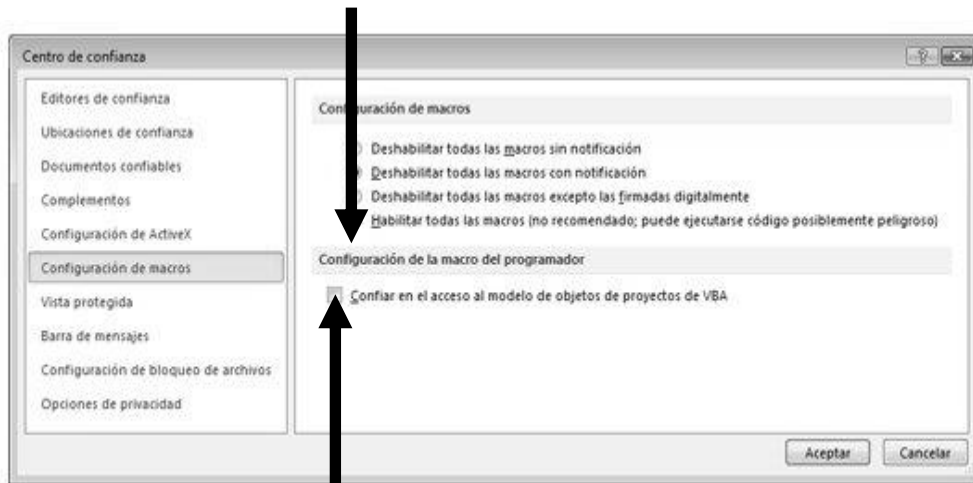 Centro de confianza
Editores de confianza
Ubicaciones de confianza
Documentos confiables
Complementos
Configuración de ActiveX
Configuración de macros
Vista protegida
Barra de mensajes
Configuración de bloqueo de archivos
Opciones de privacidad
Configuración de macros
Deshabilitar todas las macros sin notificación
Deshabilitar todas las macros con notificación
Deshabilitar todas las macros excepto las firmadas digitalmente
Habilitar todas las macros (no recomendado; puede ejecutarse código posiblemente peligroso)
Configuración de la macro del programador
Confiar en el acceso al modelo de objetos de proyectos de VBA
Aceptar
Cancelar